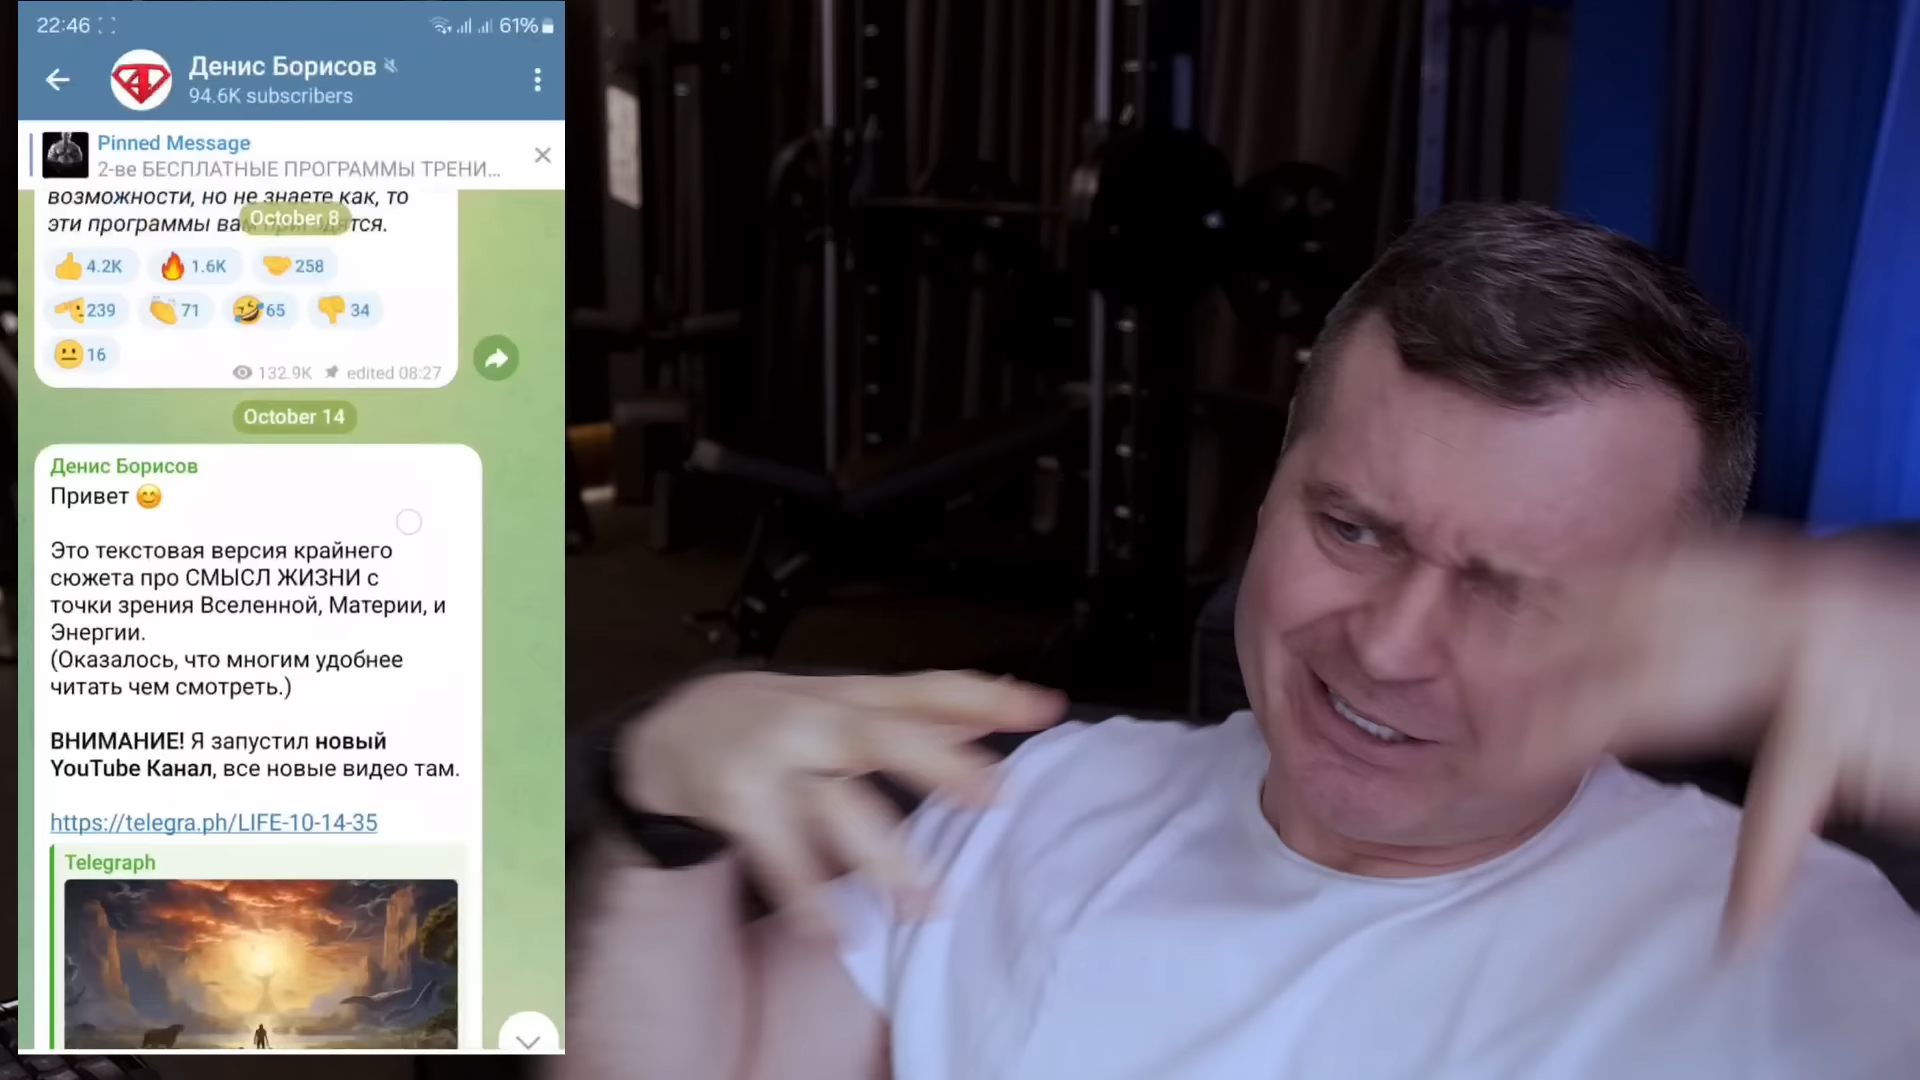 22:46
61%
Денис Борисов
94.6K subscribers
Pinned Message
2-ве БЕСПЛАТНЫЕ ПРОГРАММЫ ТРЕНИ...
возможности, но не знаете как, то
October 8
эти программы
4.2K 1.6K 258
239 71 65 34
16
132.9K edited 08:27
October 14
Денис Борисов
Привет 😊
Это текстовая версия крайнего
сюжета про СМЫСЛ ЖИЗНИ с
точки зрения Вселенной, Материи, и
Энергии.
(Оказалось, что многим удобнее
читать чем смотреть.)
ВНИМАНИЕ! Я запустил новый
YouTube Канал, все новые видео там.
https://telegra.ph/LIFE-10-14-35
Telegraph